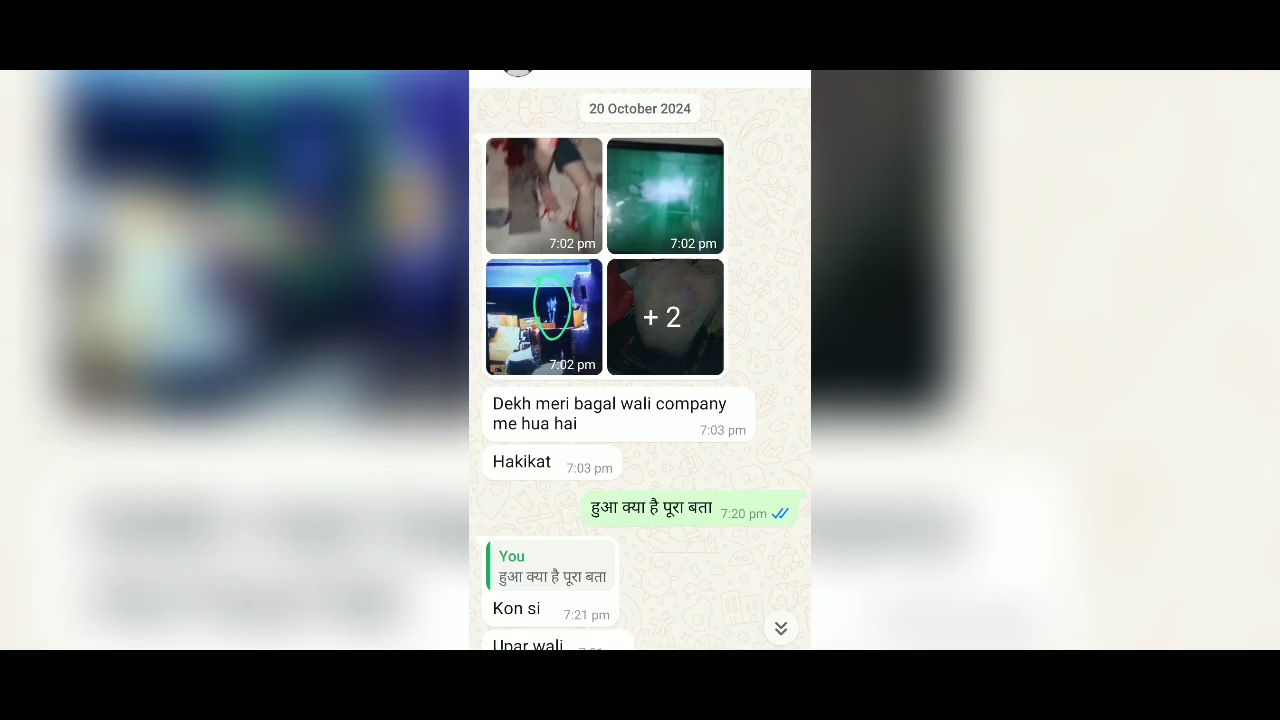 20 October 2024
7:02 pm
7:02 pm
7:02 pm
+ 2
Dekh meri bagal wali company
me hua hai
7:03 pm
Hakikat
7:03 pm
हुआ क्या है पूरा बता
7:20 pm
You
हुआ क्या है पूरा बता
Kon si
7:21 pm
Upar wali